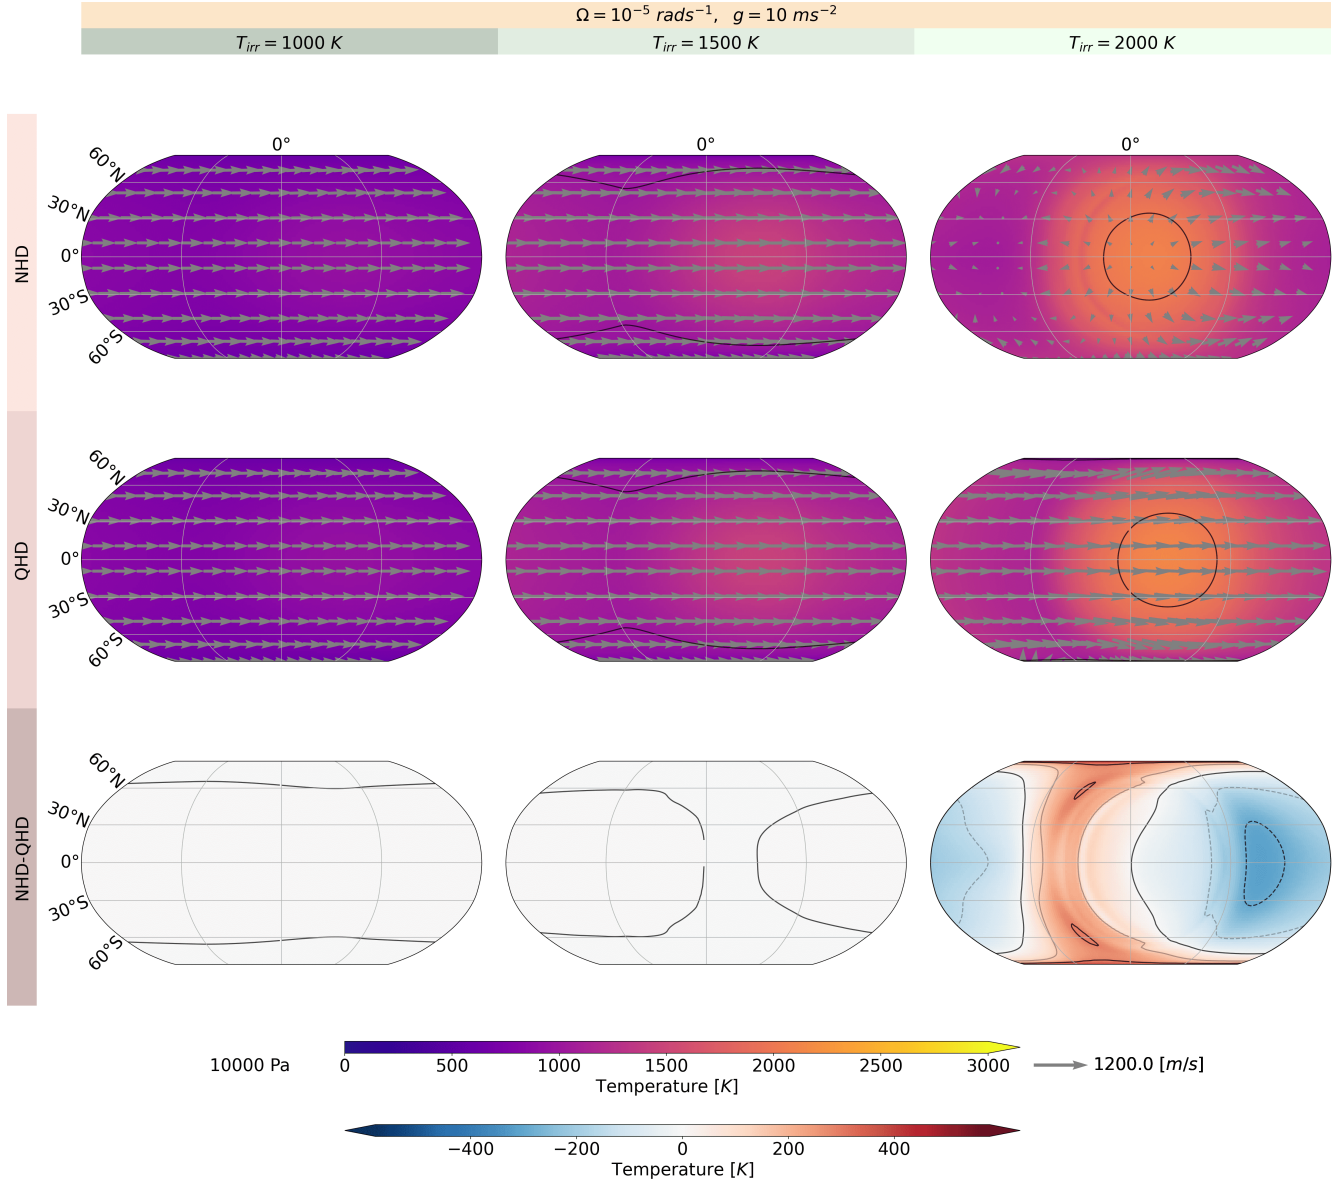 Ω = 10⁻⁵ rads⁻¹, g = 10 ms⁻²
T_irr = 1000 K T_irr = 1500 K T_irr = 2000 K
NHD
0° 0° 0°
60°N
30°N
0°
30°S
60°S
QHD
60°N
30°N
0°
30°S
60°S
NHD-QHD
60°N
30°N
0°
30°S
60°S
10000 Pa
0 500 1000 1500 2000 2500 3000
Temperature [K]
1200.0 [m/s]
−400 −200 0 200 400
Temperature [K]